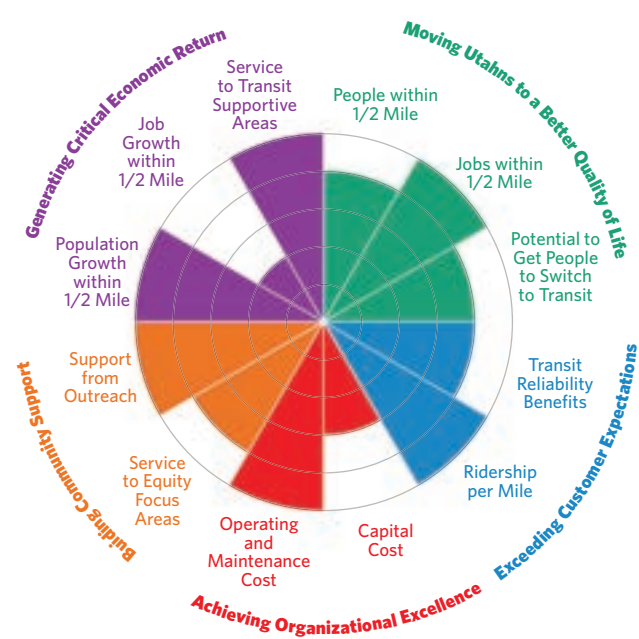 Moving Utahns to a Better Quality of Life
People within
1/2 Mile
Jobs within
1/2 Mile
Potential to
Get People
to Switch
to Transit
Exceeding Customer Expectations
Transit
Reliability
Benefits
Ridership
per Mile
Achieving Organizational Excellence
Capital
Cost
Operating
and
Maintenance
Cost
Buiding Community Support
Service
to Equity
Focus
Areas
Support
from
Outreach
Generating Critical Economic Return
Population
Growth
within
1/2 Mile
Job
Growth
within
1/2 Mile
Service
to Transit
Supportive
Areas